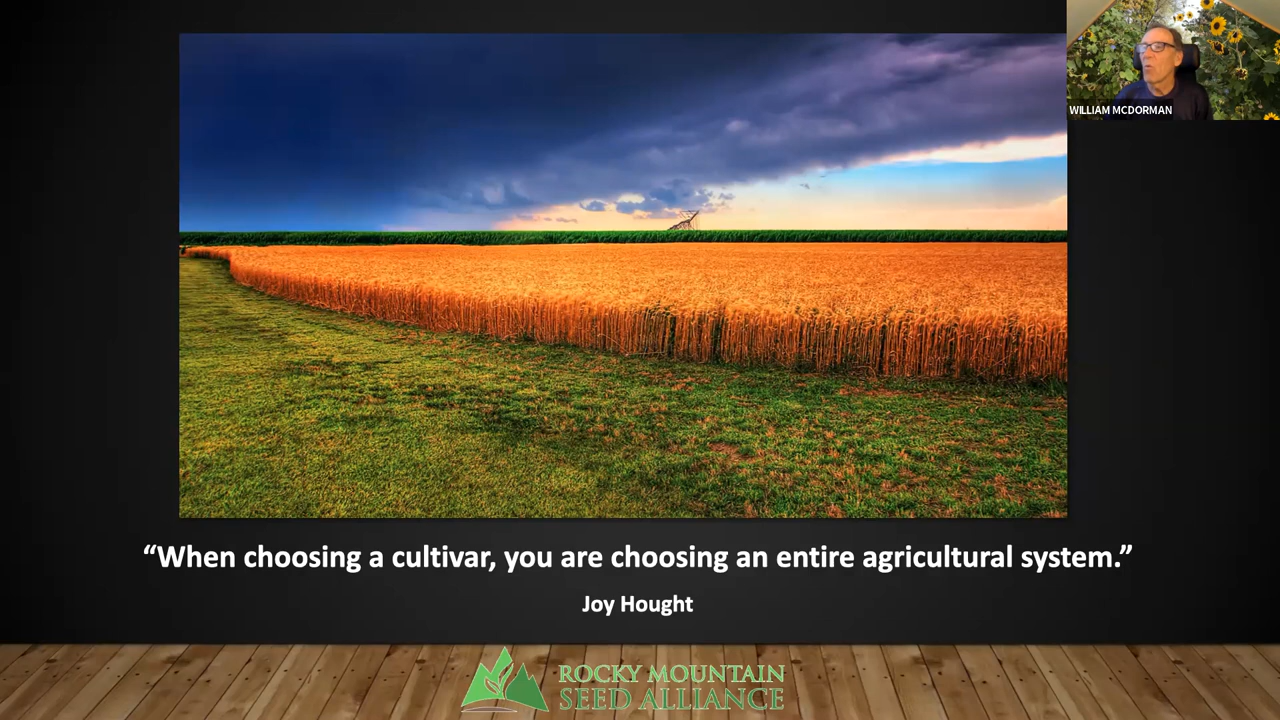 WILLIAM MCDORMAN
“When choosing a cultivar, you are choosing an entire agricultural system.”
Joy Hought
ROCKY MOUNTAIN
SEED ALLIANCE